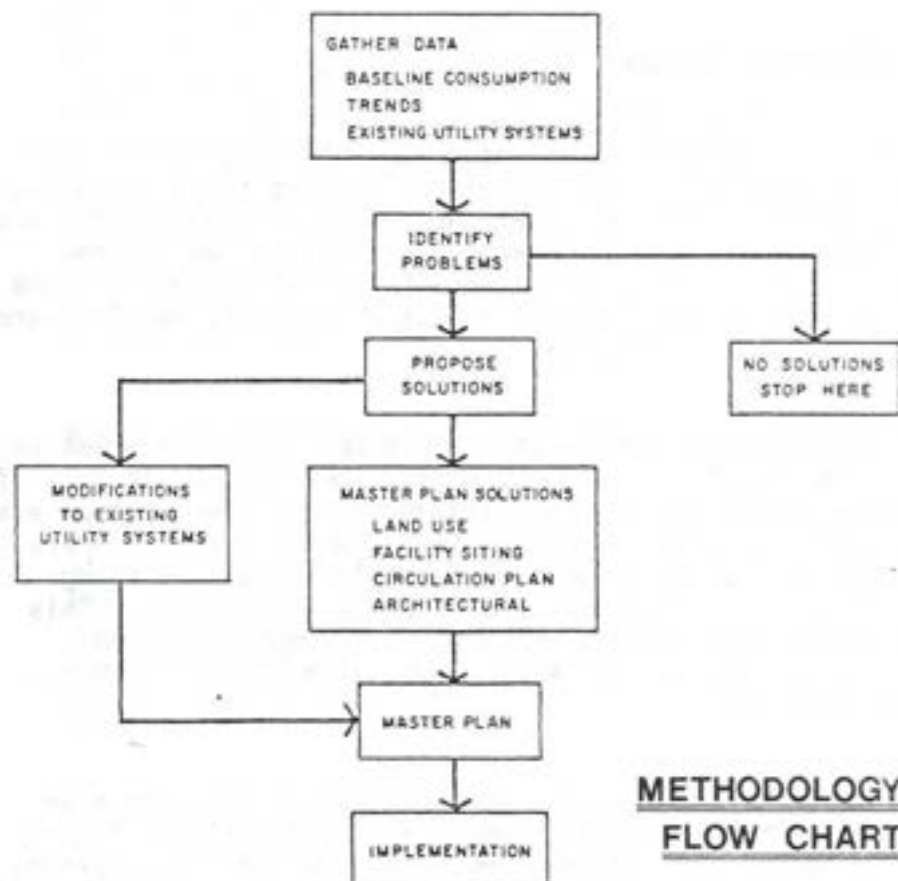 GATHER DATA
BASELINE CONSUMPTION
TRENDS
EXISTING UTILITY SYSTEMS
IDENTIFY
PROBLEMS
PROPOSE
SOLUTIONS
NO SOLUTIONS
STOP HERE
MODIFICATIONS
TO EXISTING
UTILITY SYSTEMS
MASTER PLAN SOLUTIONS
LAND USE
FACILITY SITING
CIRCULATION PLAN
ARCHITECTURAL
MASTER PLAN
IMPLEMENTATION
METHODOLOGY
FLOW CHART